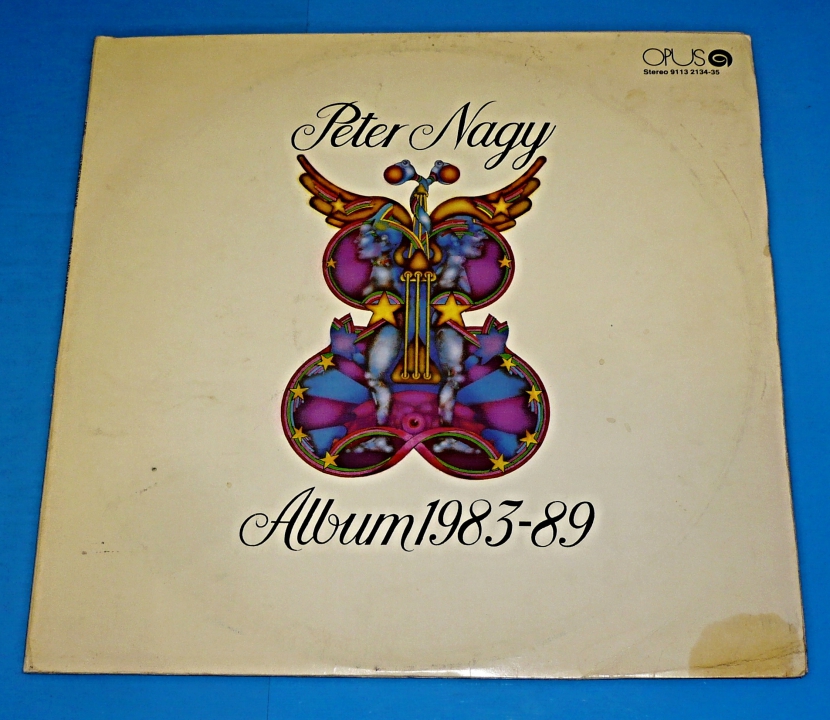 OPUS
Stereo 9113 2134-35
Peter Nagy
Album 1983-89